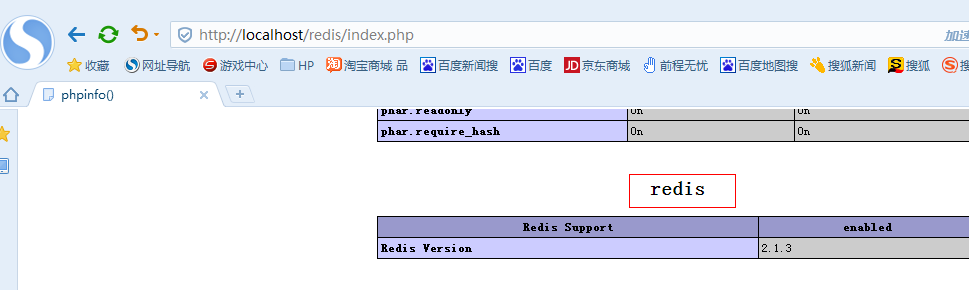 http://localhost/redis/index.php
加速
收藏 网址导航 游戏中心 HP 淘宝商城 品 百度新闻搜 百度 京东商城 前程无忧 百度地图搜 搜狐新闻 搜狐 搜
phpinfo()
phar.readonly On On
phar.require_hash On On
redis
Redis Support enabled
Redis Version 2.1.3